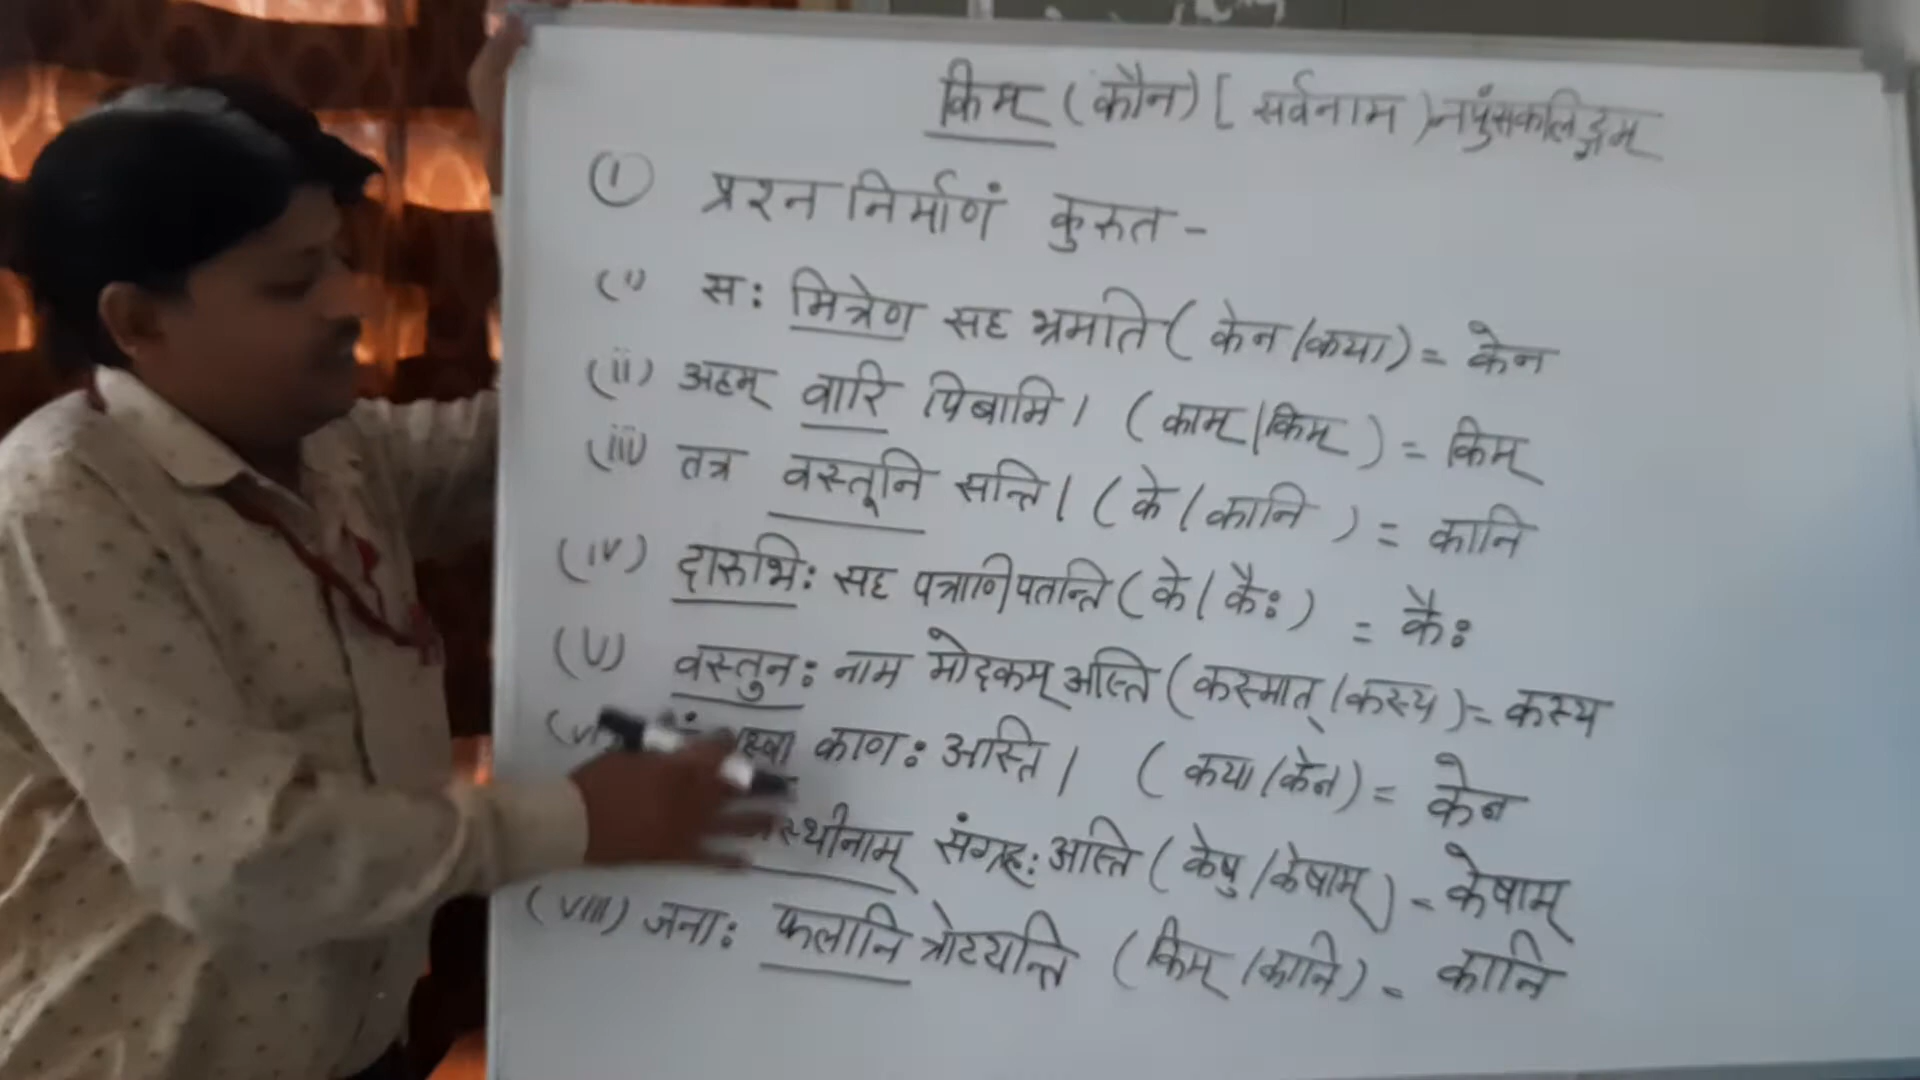 किम् (कौन) [ सर्वनाम ) नपुंसकलिङ्गम्
① प्रश्न निर्माणं कुरुत -
(i) सः मित्रेण सह भ्रमति ( केन / कया ) = केन
(ii) अहम् वारि पिबामि । ( काम् / किम् ) = किम्
(iii) तत्र वस्तूनि सन्ति । ( के / कानि ) = कानि
(iv) दारुभिः सह पत्राणि पतन्ति ( के / कैः ) = कैः
(V) वस्तुनः नाम मोदकम् अस्ति ( कस्मात् / कस्य ) = कस्य
काणः अस्ति । ( कया / केन ) = केन
संग्रहः अस्ति ( केषु / केषाम् ) - केषाम्
(VIII) जनाः फलानि त्रोटयन्ति ( किम् / कानि ) - कानि